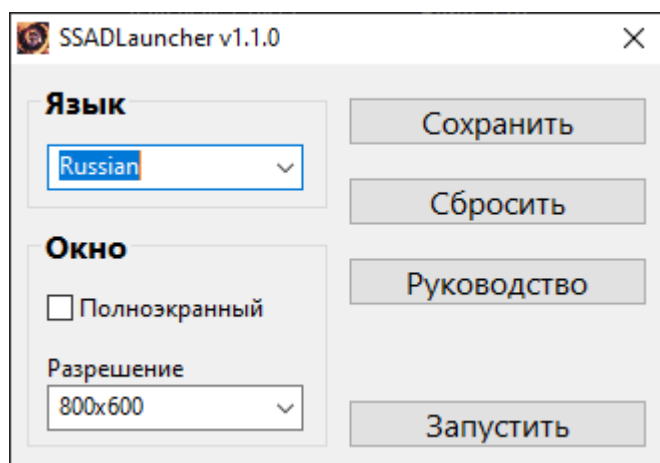 SSADLauncher v1.1.0
Язык
Russian
Окно
Полноэкранный
Разрешение
800x600
Сохранить
Сбросить
Руководство
Запустить